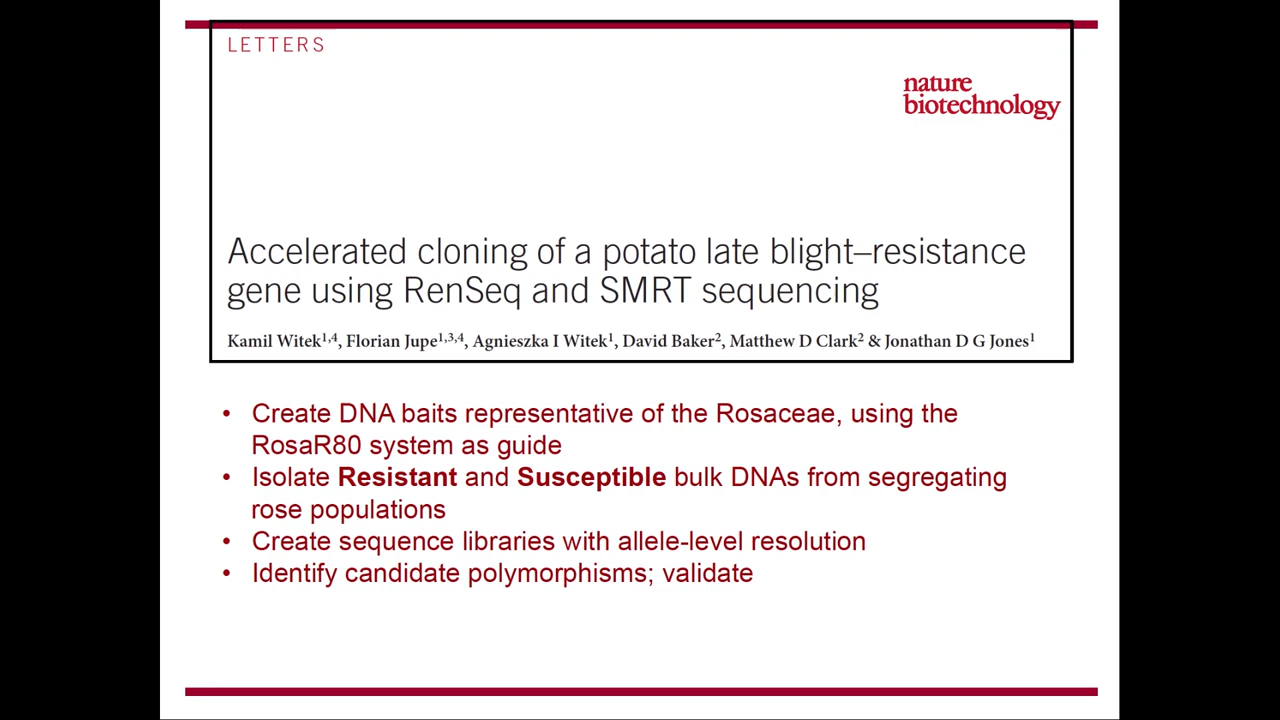 LETTERS
nature
biotechnology
Accelerated cloning of a potato late blight–resistance
gene using RenSeq and SMRT sequencing
Kamil Witek1,4, Florian Jupe1,3,4, Agnieszka I Witek1, David Baker2, Matthew D Clark2 & Jonathan D G Jones1
• Create DNA baits representative of the Rosaceae, using the
RosaR80 system as guide
• Isolate Resistant and Susceptible bulk DNAs from segregating
rose populations
• Create sequence libraries with allele-level resolution
• Identify candidate polymorphisms; validate